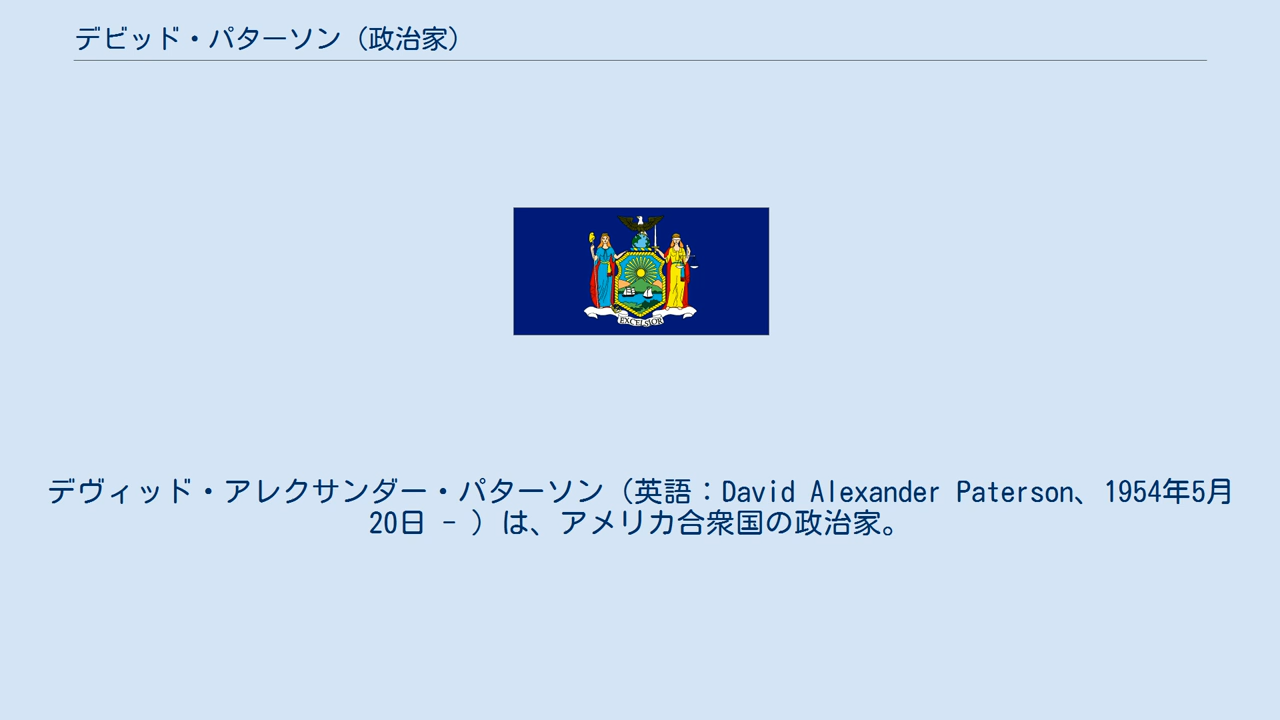 デビッド・パターソン（政治家）
EXCELSIOR
デヴィッド・アレクサンダー・パターソン（英語：David Alexander Paterson、1954年5月
20日 - ）は、アメリカ合衆国の政治家。